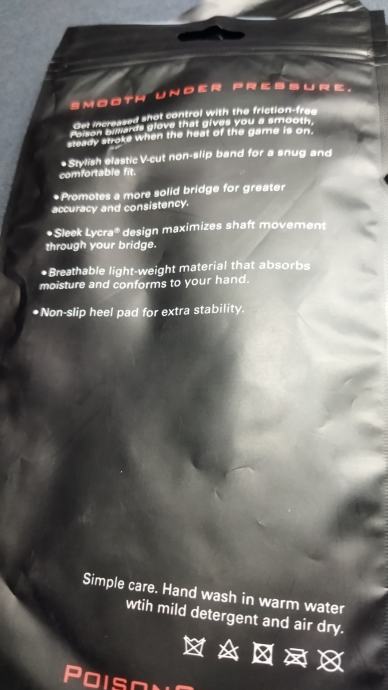 SMOOTH UNDER PRESSURE.
Get increased shot control with the friction-free
Poison billiards glove that gives you a smooth,
steady stroke when the heat of the game is on.
•Stylish elastic V-cut non-slip band for a snug and
comfortable fit.
•Promotes a more solid bridge for greater
accuracy and consistency.
•Sleek Lycra® design maximizes shaft movement
through your bridge.
•Breathable light-weight material that absorbs
moisture and conforms to your hand.
•Non-slip heel pad for extra stability.
Simple care. Hand wash in warm water
wtih mild detergent and air dry.